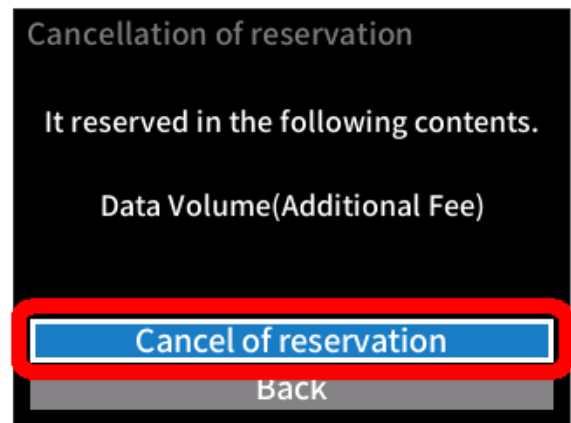 Cancellation of reservation
It reserved in the following contents.
Data Volume(Additional Fee)
Cancel of reservation
Back